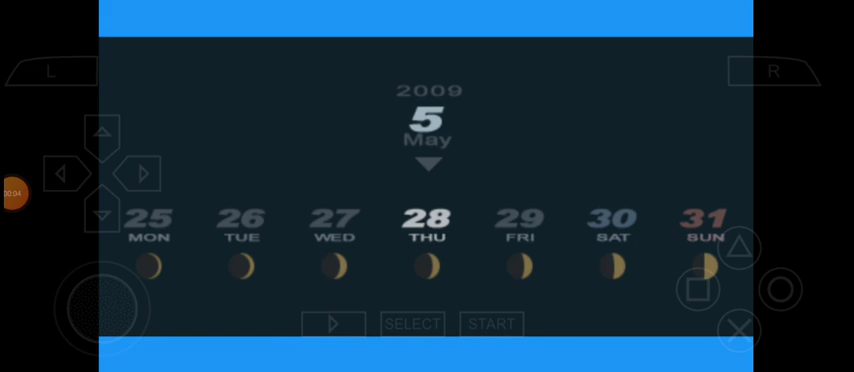 2009
L
R
5
May
00:04
25 26 27 28 29 30 31
MON TUE WED THU FRI SAT SUN
SELECT START